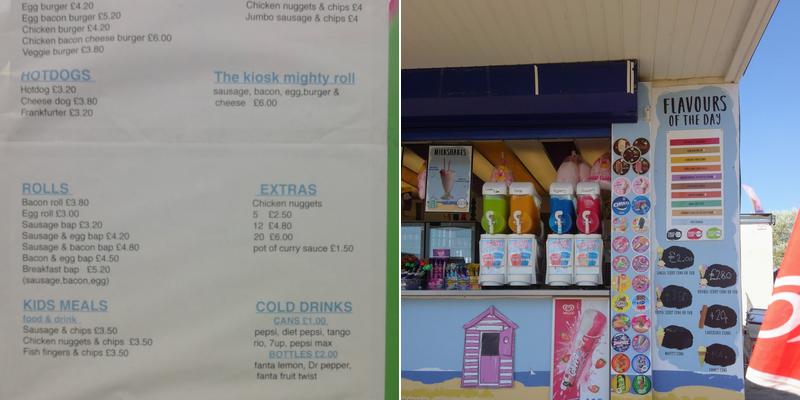 Egg burger £4.20
Egg bacon burger £5.20
Chicken burger £4.20
Chicken bacon cheese burger £6.00
Veggie burger £3.80
Chicken nuggets & chips £4
Jumbo sausage & chips £4
HOTDOGS
Hotdog £3.20
Cheese dog £3.80
Frankfurter £3.20
The kiosk mighty roll
sausage, bacon, egg,burger &
cheese £6.00
ROLLS
Bacon roll £3.80
Egg roll £3.00
Sausage bap £3.20
Sausage & egg bap £4.20
Sausage & bacon bap £4.80
Bacon & egg bap £4.50
Breakfast bap £5.20
(sausage,bacon,egg)
EXTRAS
Chicken nuggets
5 £2.50
12 £4.80
20 £6.00
pot of curry sauce £1.50
KIDS MEALS
food & drink
Sausage & chips £3.50
Chicken nuggets & chips £3.50
Fish fingers & chips £3.50
COLD DRINKS
CANS £1.00
pepsi, diet pepsi, tango
rio, 7up, pepsi max
BOTTLES £2.00
fanta lemon, Dr pepper,
fanta fruit twist
MILKSHAKES
FLAVOURS
OF THE DAY
£2.00
£2.80